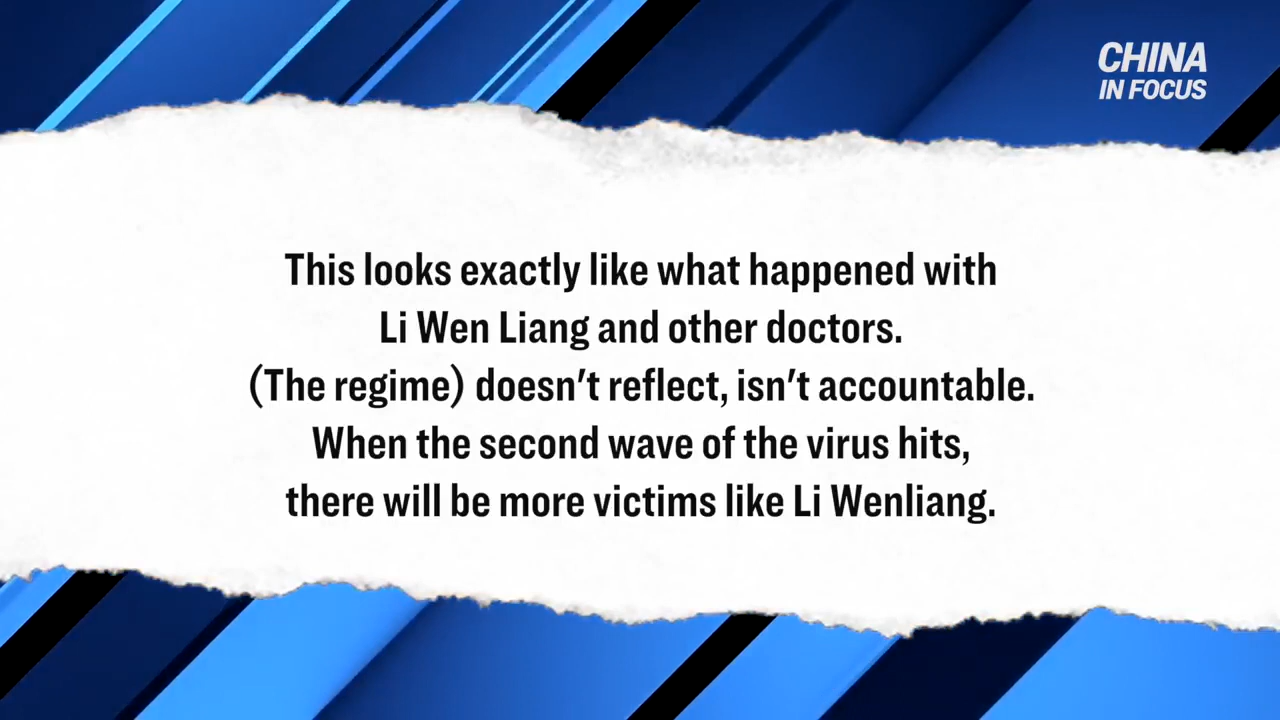 CHINA
IN FOCUS
This looks exactly like what happened with
Li Wen Liang and other doctors.
(The regime) doesn't reflect, isn't accountable.
When the second wave of the virus hits,
there will be more victims like Li Wenliang.